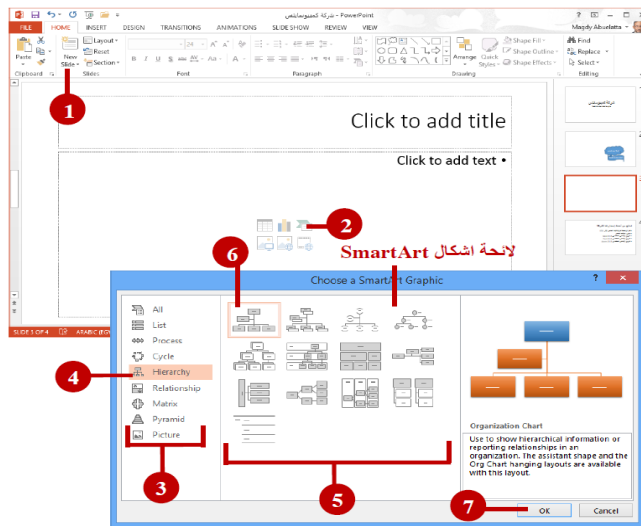 شركة كمبيوسايتس - PowerPoint
FILE HOME INSERT DESIGN TRANSITIONS ANIMATIONS SLIDE SHOW REVIEW VIEW Magdy Abuelatta
Paste New Slide Layout Reset Section
Arrange Quick Styles Shape Fill Shape Outline Shape Effects
Find Replace Select
Clipboard Slides Font Paragraph Drawing Editing
1
Click to add title
Click to add text •
2
لائحة اشكال SmartArt
6
Choose a SmartArt Graphic
All
List
Process
Cycle
4
Hierarchy
Relationship
Matrix
Pyramid
Picture
3
5
Organization Chart
Use to show hierarchical information or
reporting relationships in an
organization. The assistant shape and the
Org Chart hanging layouts are available
with this layout.
7
OK Cancel
SLIDE 3 OF 4